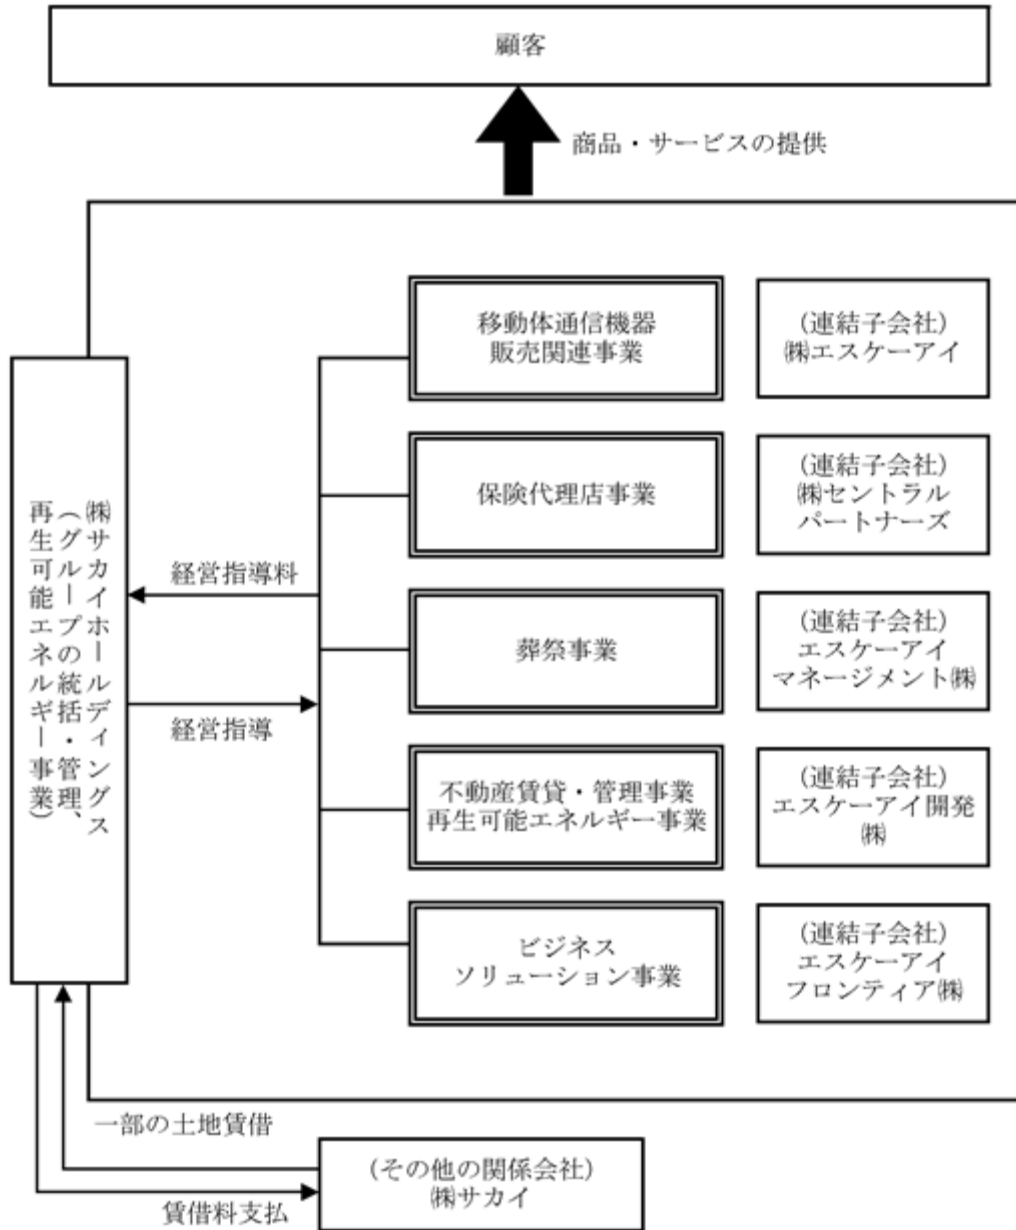 顧客
商品・サービスの提供
移動体通信機器
販売関連事業
(連結子会社)
㈱エスケーアイ
保険代理店事業
(連結子会社)
㈱セントラル
パートナーズ
㈱サカイホールディングス
(グループの統括・管理、
再生可能エネルギー事業)
経営指導料
経営指導
葬祭事業
(連結子会社)
エスケーアイ
マネージメント㈱
不動産賃貸・管理事業
再生可能エネルギー事業
(連結子会社)
エスケーアイ開発
㈱
ビジネス
ソリューション事業
(連結子会社)
エスケーアイ
フロンティア㈱
一部の土地賃借
(その他の関係会社)
㈱サカイ
賃借料支払